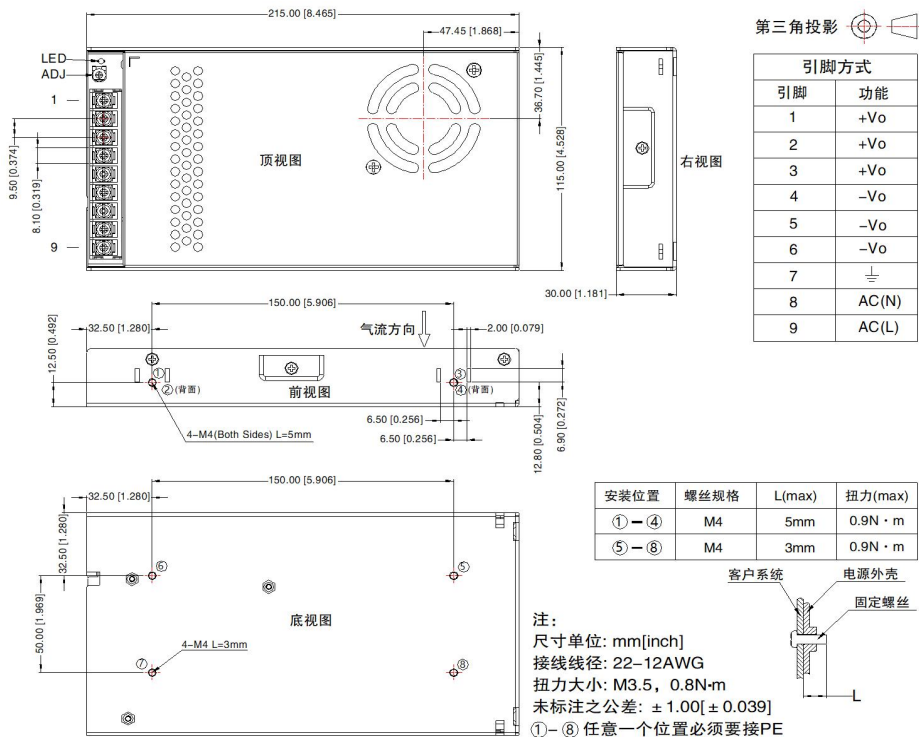 215.00 [8.465]
47.45 [1.868]
36.70 [1.445]
115.00 [4.528]
LED
ADJ
1
9
9.50 [0.374]
8.10 [0.319]
顶视图
右视图
30.00 [1.181]
第三角投影
引脚方式
引脚 功能
1 +Vo
2 +Vo
3 +Vo
4 –Vo
5 –Vo
6 –Vo
7
8 AC(N)
9 AC(L)
150.00 [5.906]
32.50 [1.280]
12.50 [0.492]
气流方向
2.00 [0.079]
①
②(背面)
③
④(背面)
前视图
4-M4(Both Sides) L=5mm
6.50 [0.256]
6.50 [0.256]
12.80 [0.504]
6.90 [0.272]
150.00 [5.906]
32.50 [1.280]
32.50 [1.280]
50.00 [1.969]
⑥
⑤
底视图
4-M4 L=3mm
⑦
⑧
安装位置 螺丝规格 L(max) 扭力(max)
①–④ M4 5mm 0.9N·m
⑤–⑧ M4 3mm 0.9N·m
客户系统
电源外壳
固定螺丝
L
注:
尺寸单位: mm[inch]
接线线径: 22-12AWG
扭力大小: M3.5，0.8N·m
未标注之公差: ±1.00[±0.039]
①-⑧ 任意一个位置必须要接PE